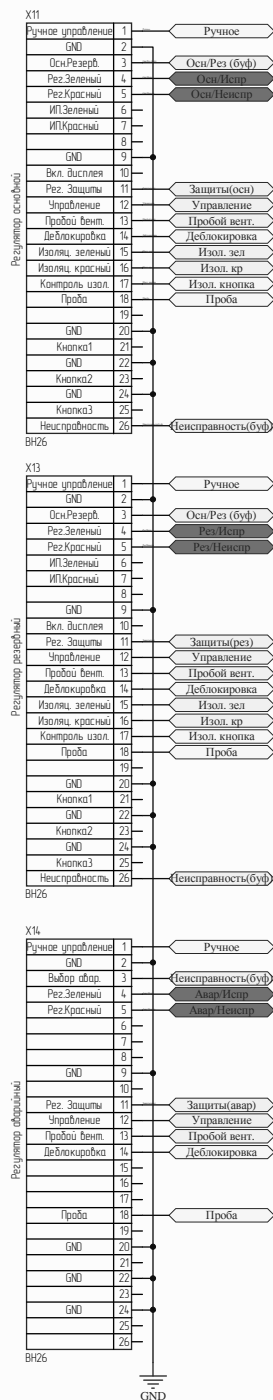 X11
Регулятор основной
Ручное управление 1 Ручное
GND 2
Осн.Резерв. 3 Осн/Рез (буф)
Рег.Зеленый 4 Осн/Испр
Рег.Красный 5 Осн/Неиспр
ИП.Зеленый 6
ИП.Красный 7
8
GND 9
Вкл. дисплея 10
Рег. Защиты 11 Защиты(осн)
Управление 12 Управление
Пробой вент. 13 Пробой вент.
Деблокировка 14 Деблокировка
Изоляц. зеленый 15 Изол. зел
Изоляц. красный 16 Изол. кр
Контроль изол. 17 Изол. кнопка
Проба 18 Проба
19
GND 20
Кнопка1 21
GND 22
Кнопка2 23
GND 24
Кнопка3 25
Неисправность 26 Неисправность(буф)
BH26
X13
Регулятор резервный
Ручное управление 1 Ручное
GND 2
Осн.Резерв. 3 Осн/Рез (буф)
Рег.Зеленый 4 Рез/Испр
Рег.Красный 5 Рез/Неиспр
ИП.Зеленый 6
ИП.Красный 7
8
GND 9
Вкл. дисплея 10
Рег. Защиты 11 Защиты(рез)
Управление 12 Управление
Пробой вент. 13 Пробой вент.
Деблокировка 14 Деблокировка
Изоляц. зеленый 15 Изол. зел
Изоляц. красный 16 Изол. кр
Контроль изол. 17 Изол. кнопка
Проба 18 Проба
19
GND 20
Кнопка1 21
GND 22
Кнопка2 23
GND 24
Кнопка3 25
Неисправность 26 Неисправность(буф)
BH26
X14
Регулятор аварийный
Ручное управление 1 Ручное
GND 2
Выбор авар. 3 Неисправность(буф)
Рег.Зеленый 4 Авар/Испр
Рег.Красный 5 Авар/Неиспр
6
7
8
GND 9
10
Рег. Защиты 11 Защиты(авар)
Управление 12 Управление
Пробой вент. 13 Пробой вент.
Деблокировка 14 Деблокировка
15
16
17
Проба 18 Проба
19
GND 20
21
GND 22
23
GND 24
25
26
BH26
GND